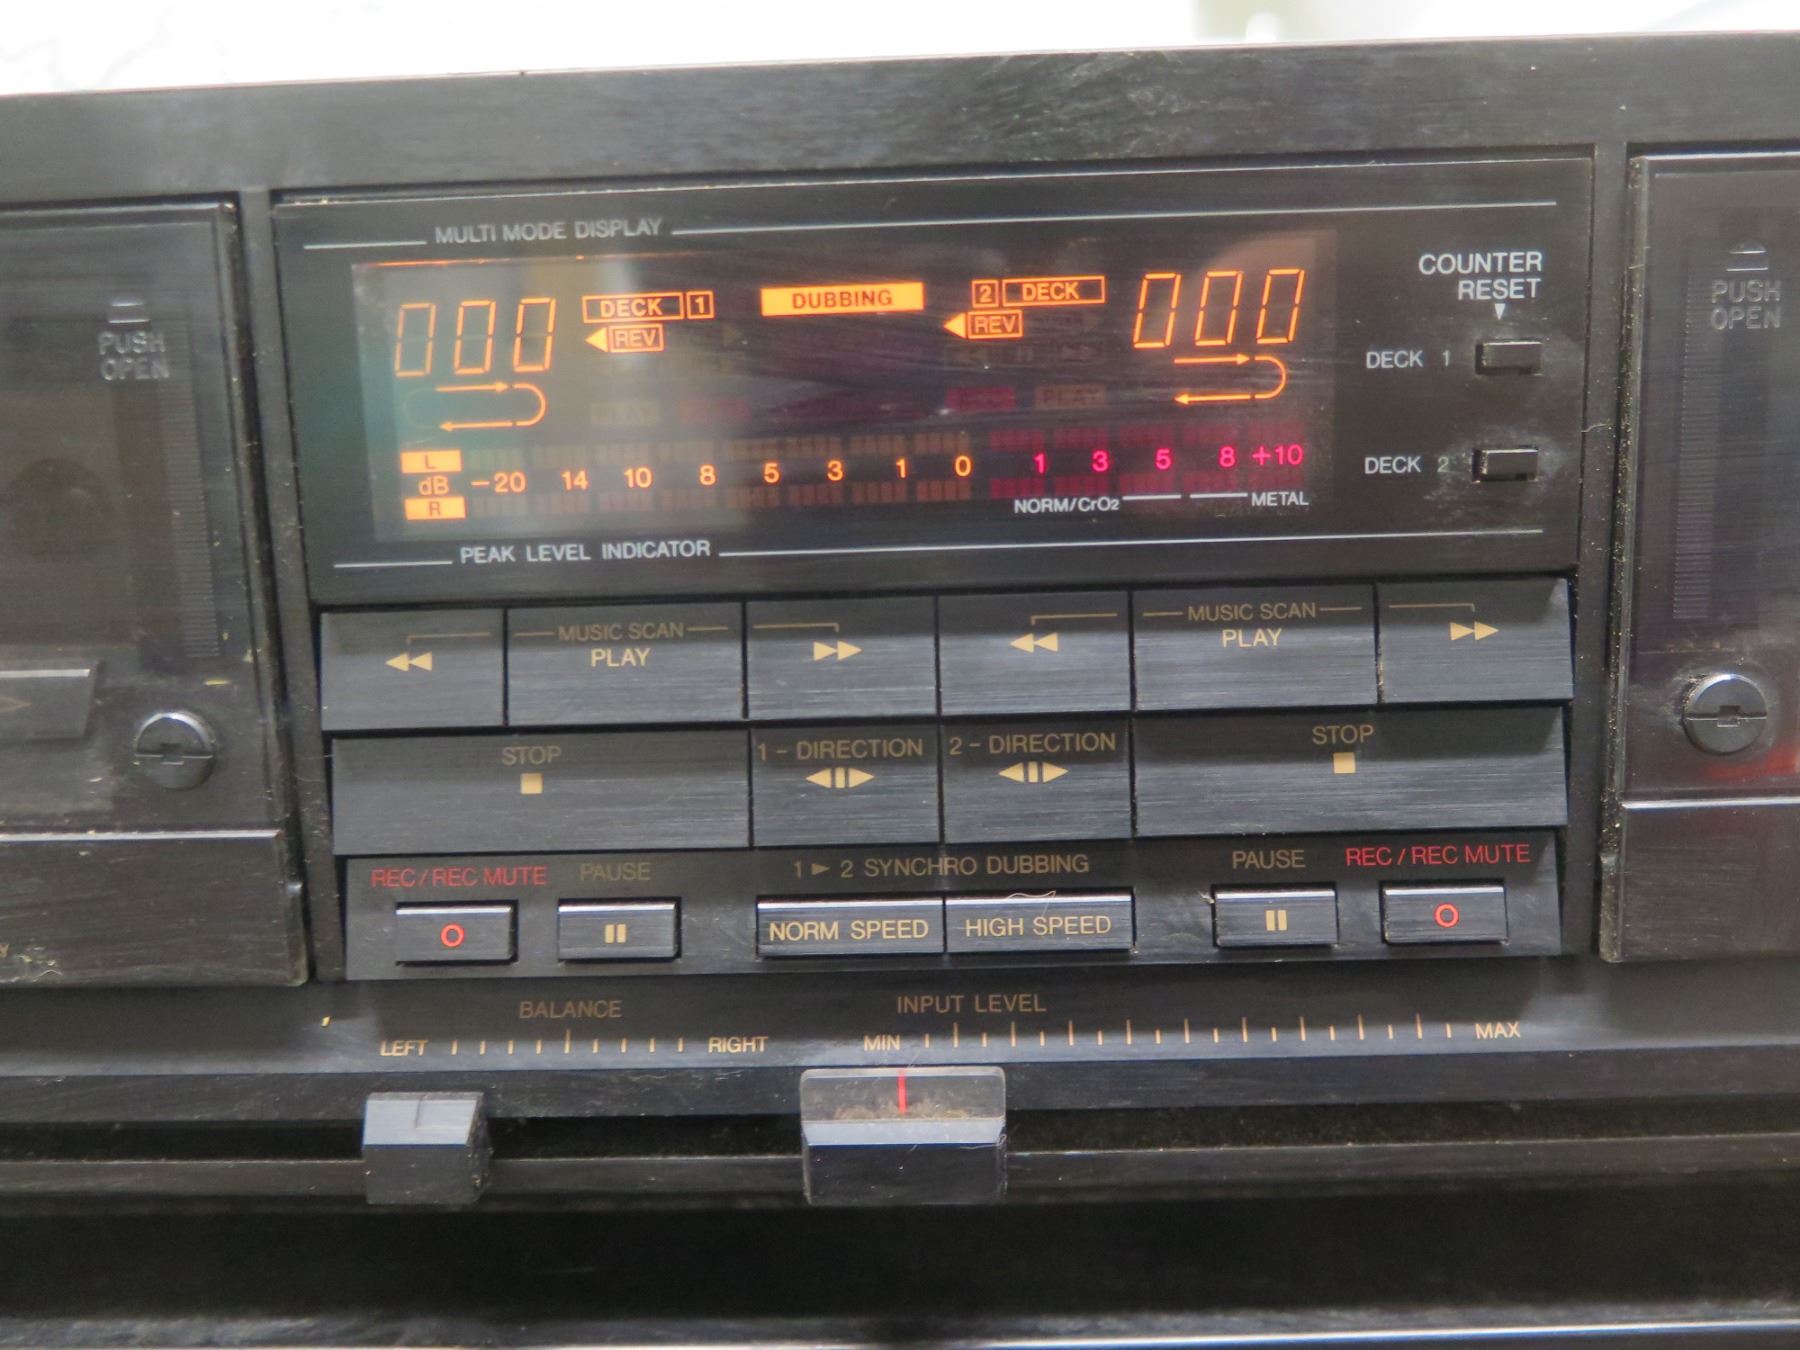 MULTI MODE DISPLAY
PUSH OPEN
000 DECK 1 DUBBING 2 DECK 000
REV REV
COUNTER RESET
DECK 1
L
dB -20 14 10 8 5 3 1 0 1 3 5 8 +10
R
NORM/CrO2 METAL
DECK 2
PEAK LEVEL INDICATOR
PUSH OPEN
MUSIC SCAN MUSIC SCAN
PLAY PLAY
STOP 1 - DIRECTION 2 - DIRECTION STOP
REC / REC MUTE PAUSE 1 ► 2 SYNCHRO DUBBING PAUSE REC / REC MUTE
NORM SPEED HIGH SPEED
BALANCE INPUT LEVEL
LEFT RIGHT MIN MAX